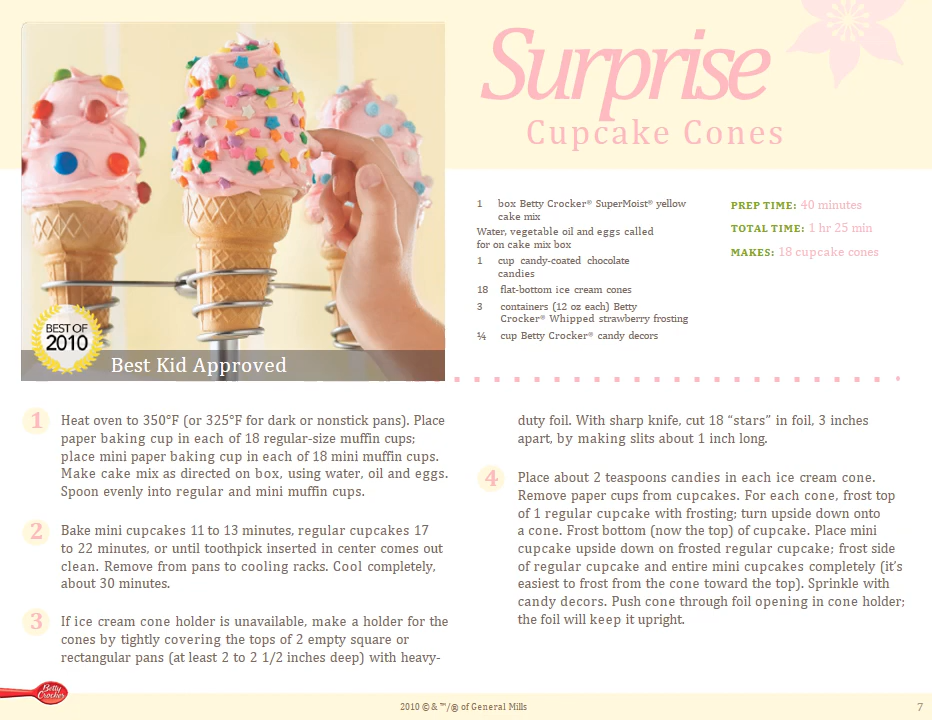 Surprise
Cupcake Cones
BEST OF
2010
Best Kid Approved
1 box Betty Crocker® SuperMoist® yellow
cake mix
Water, vegetable oil and eggs called
for on cake mix box
1 cup candy-coated chocolate
candies
18 flat-bottom ice cream cones
3 containers (12 oz each) Betty
Crocker® Whipped strawberry frosting
¼ cup Betty Crocker® candy decors
PREP TIME: 40 minutes
TOTAL TIME: 1 hr 25 min
MAKES: 18 cupcake cones
1 Heat oven to 350°F (or 325°F for dark or nonstick pans). Place
paper baking cup in each of 18 regular-size muffin cups;
place mini paper baking cup in each of 18 mini muffin cups.
Make cake mix as directed on box, using water, oil and eggs.
Spoon evenly into regular and mini muffin cups.
2 Bake mini cupcakes 11 to 13 minutes, regular cupcakes 17
to 22 minutes, or until toothpick inserted in center comes out
clean. Remove from pans to cooling racks. Cool completely,
about 30 minutes.
3 If ice cream cone holder is unavailable, make a holder for the
cones by tightly covering the tops of 2 empty square or
rectangular pans (at least 2 to 2 1/2 inches deep) with heavy-
duty foil. With sharp knife, cut 18 “stars” in foil, 3 inches
apart, by making slits about 1 inch long.
4 Place about 2 teaspoons candies in each ice cream cone.
Remove paper cups from cupcakes. For each cone, frost top
of 1 regular cupcake with frosting; turn upside down onto
a cone. Frost bottom (now the top) of cupcake. Place mini
cupcake upside down on frosted regular cupcake; frost side
of regular cupcake and entire mini cupcakes completely (it’s
easiest to frost from the cone toward the top). Sprinkle with
candy decors. Push cone through foil opening in cone holder;
the foil will keep it upright.
Betty
Crocker
2010 © & ™/® of General Mills
7